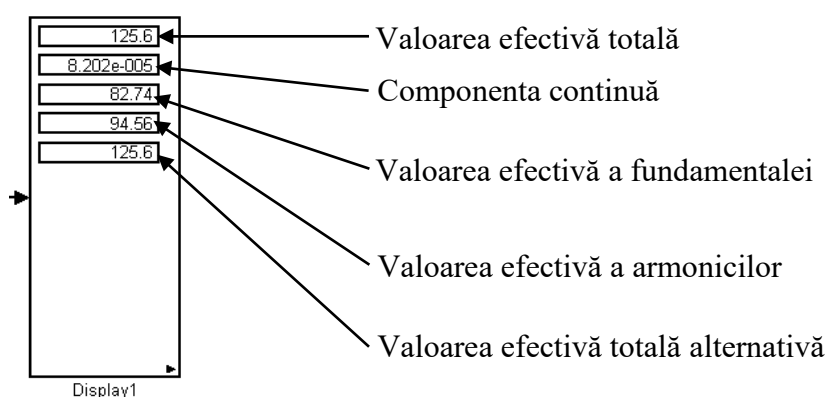 125.6
Valoarea efectivă totală
8.202e-005
Componenta continuă
82.74
Valoarea efectivă a fundamentalei
94.56
Valoarea efectivă a armonicilor
125.6
Valoarea efectivă totală alternativă
Display1